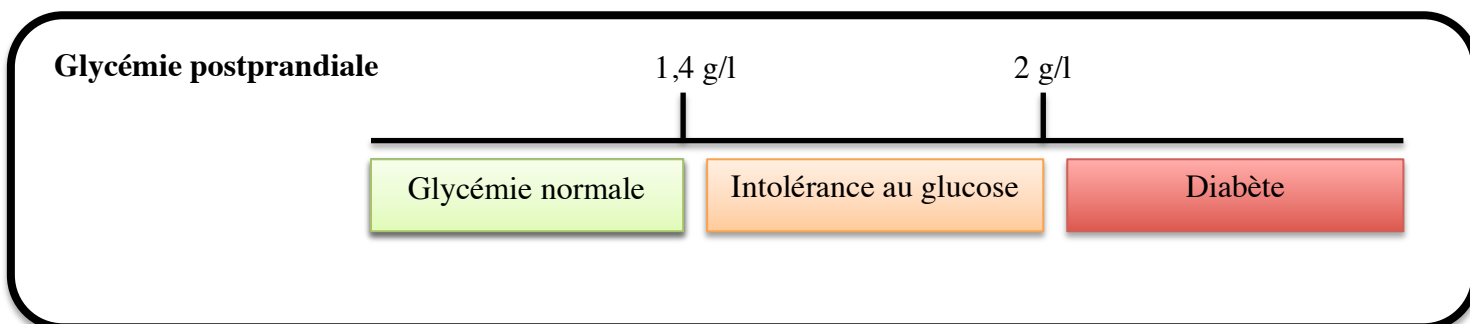 Glycémie postprandiale 1,4 g/l 2 g/l
Glycémie normale Intolérance au glucose Diabète